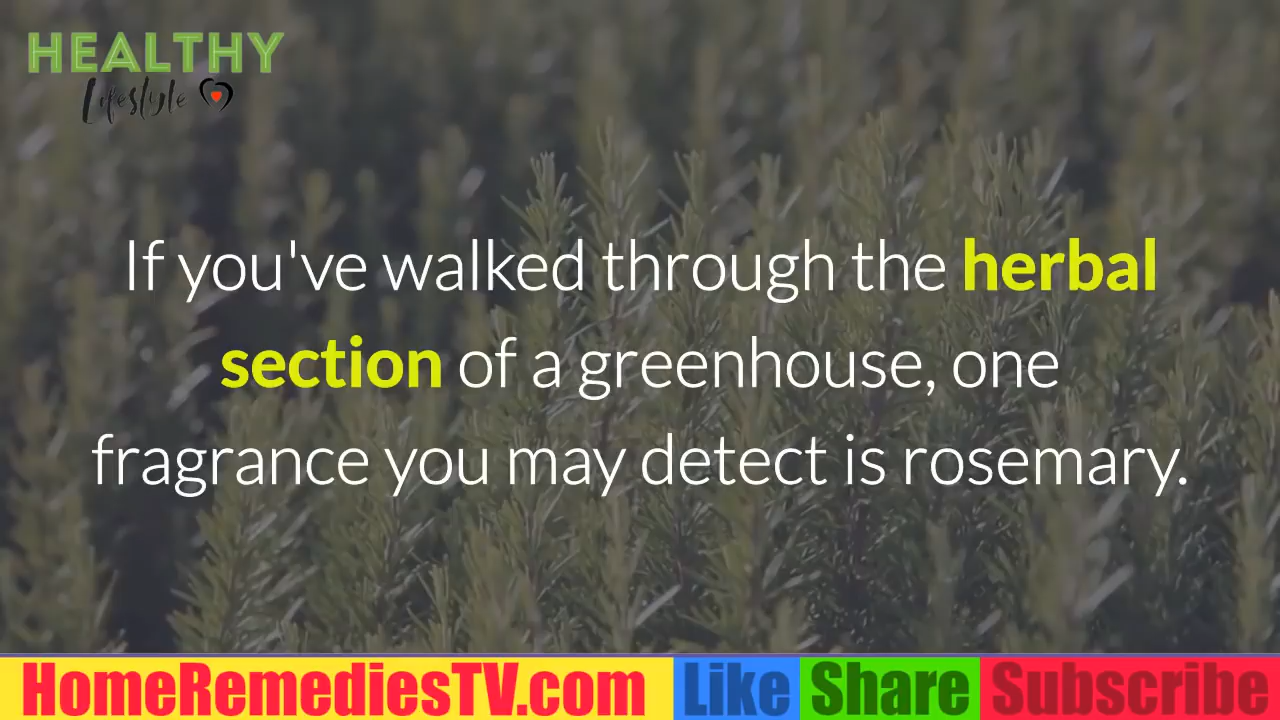 HEALTHY
Lifestyle
If you've walked through the herbal
section of a greenhouse, one
fragrance you may detect is rosemary.
HomeRemediesTV.com Like Share Subscribe